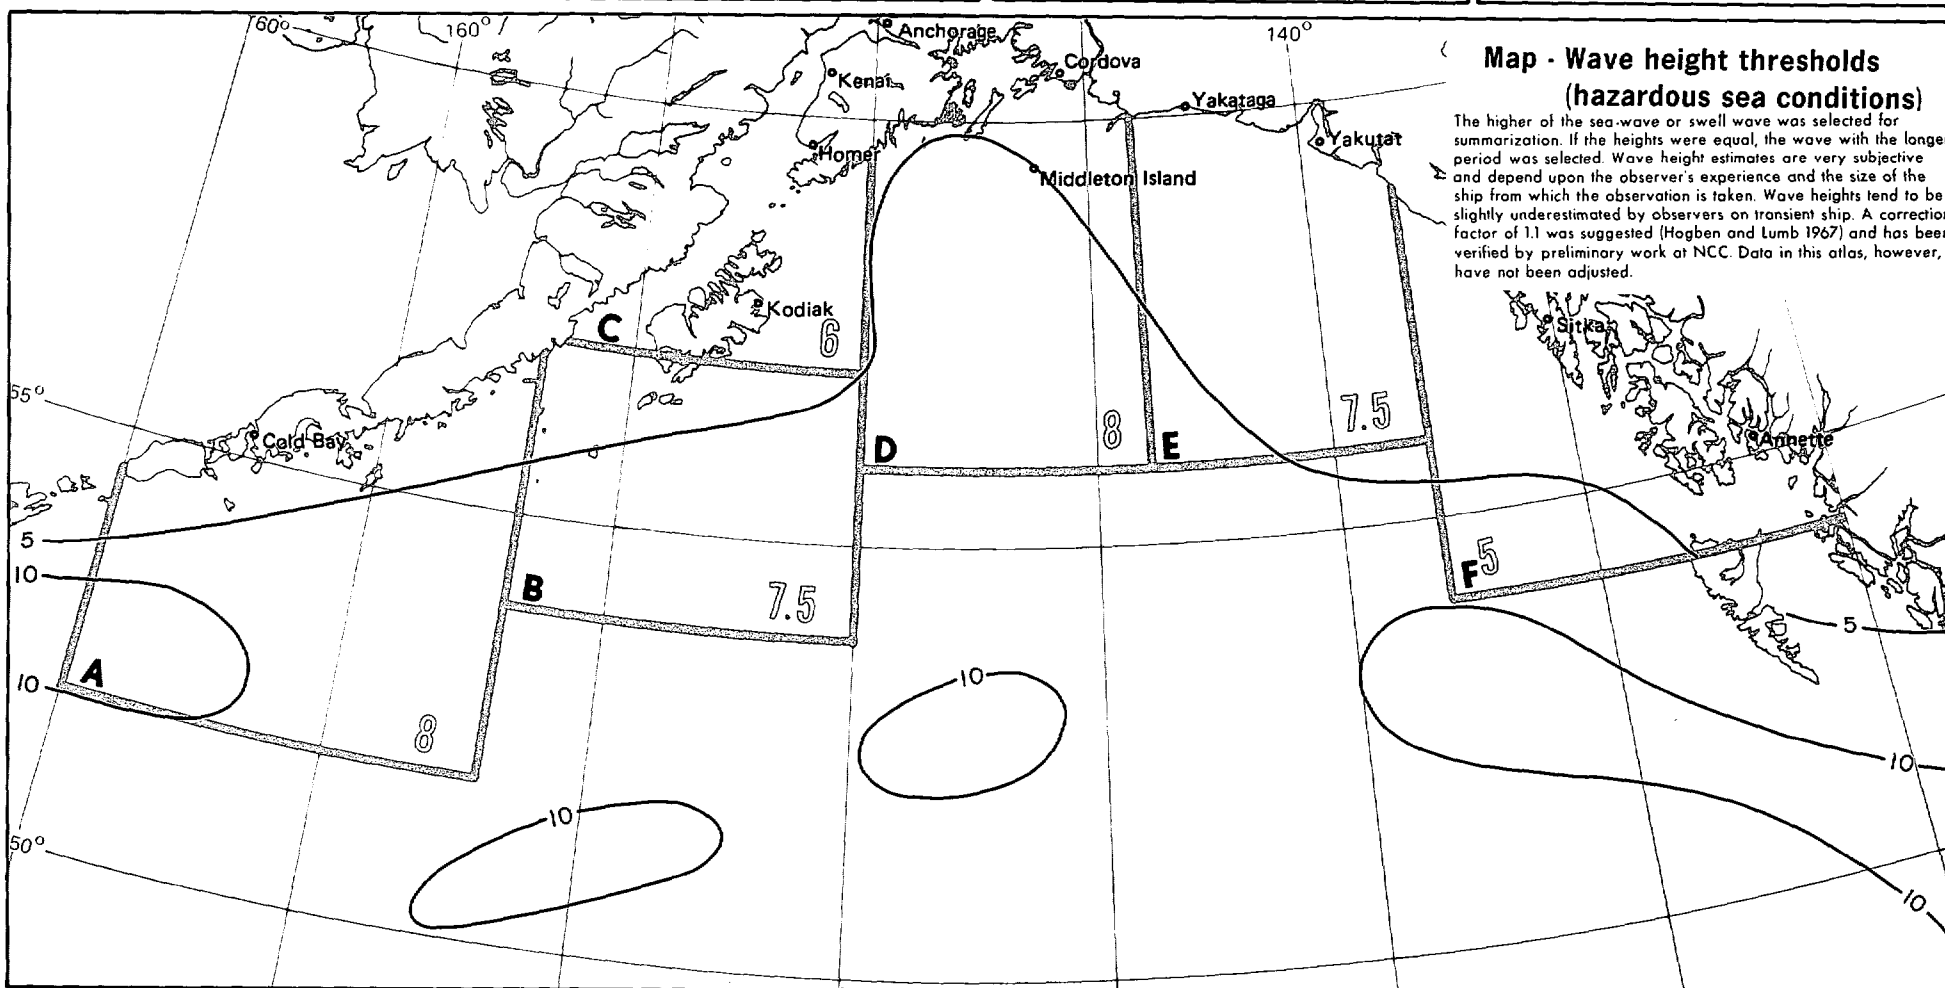 60° 160° 140°
Anchorage
Kenai
Cordova
Yakataga
Homer
Yakutat
Middleton Island
Map - Wave height thresholds
(hazardous sea conditions)
The higher of the sea-wave or swell wave was selected for
summarization. If the heights were equal, the wave with the longe
period was selected. Wave height estimates are very subjective
and depend upon the observer's experience and the size of the
ship from which the observation is taken. Wave heights tend to be
slightly underestimated by observers on transient ship. A correction
factor of 1.1 was suggested (Hogben and Lumb 1967) and has been
verified by preliminary work at NCC. Data in this atlas, however,
have not been adjusted.
Kodiak
C 6
Sitka
55°
Cold Bay
Annette
D 8 E 7.5
5
10
B 7.5
F 5
5
A 8
10
10
10
10
10
50°